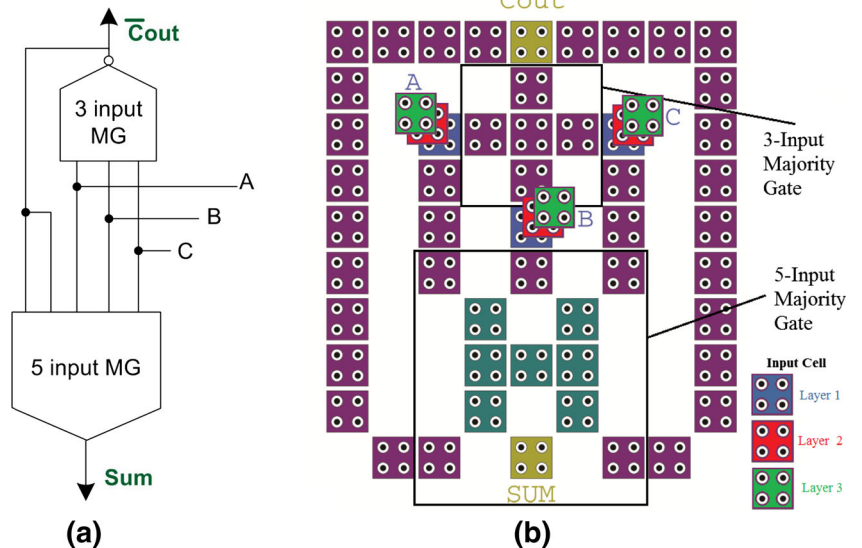 C̅out
3 input
MG
A
B
C
5 input MG
Sum
(a)
Cout
A
C
B
3-Input
Majority
Gate
5-Input
Majority
Gate
Input Cell
Layer 1
Layer 2
Layer 3
SUM
(b)